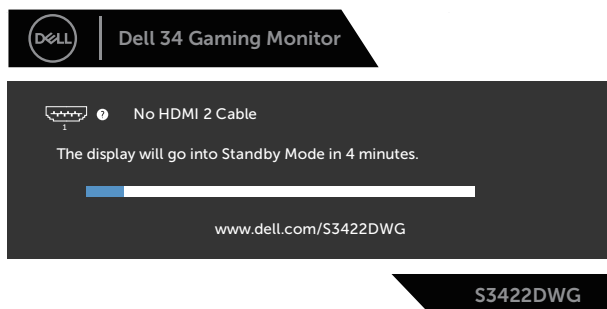 DELL
Dell 34 Gaming Monitor
? No HDMI 2 Cable
1
The display will go into Standby Mode in 4 minutes.
www.dell.com/S3422DWG
S3422DWG